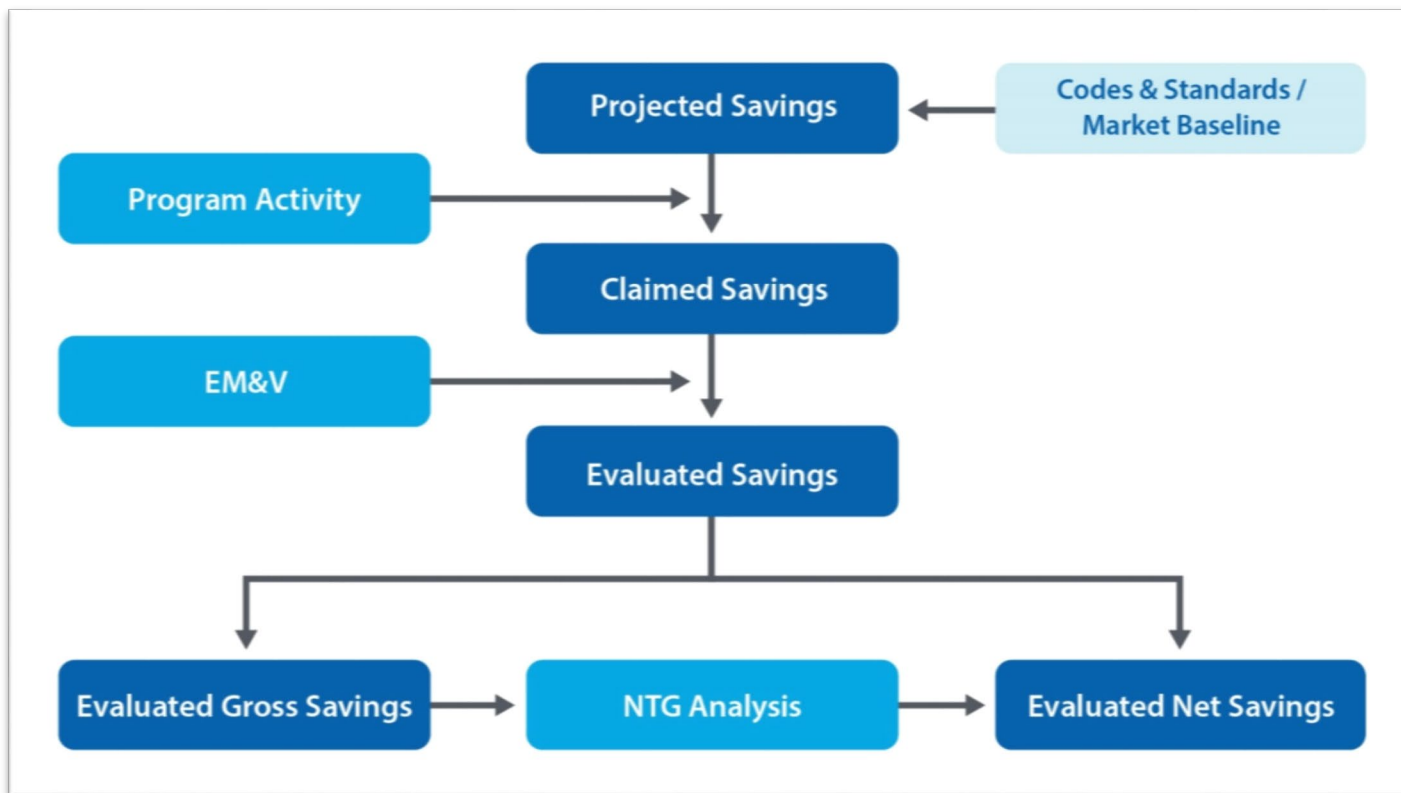 Projected Savings
Codes & Standards /
Market Baseline
Program Activity
Claimed Savings
EM&V
Evaluated Savings
Evaluated Gross Savings
NTG Analysis
Evaluated Net Savings